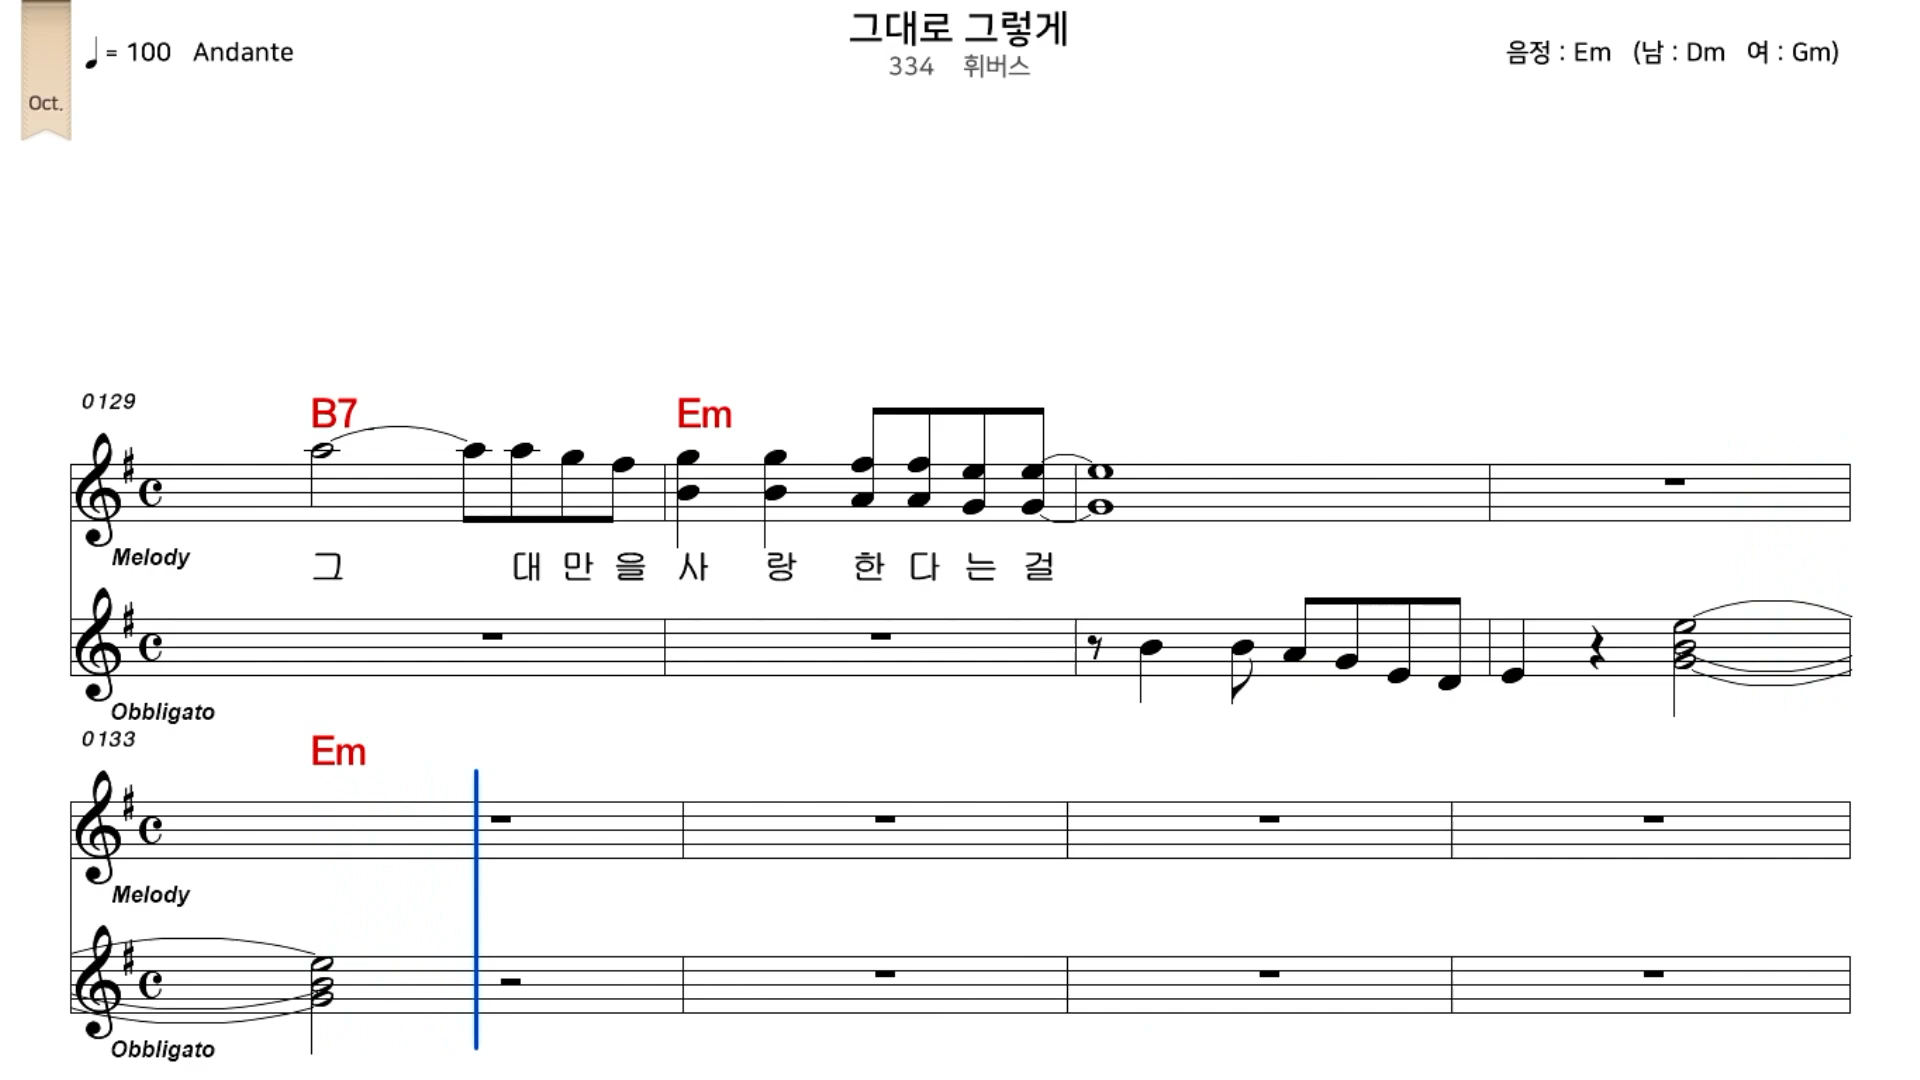 그대로 그렇게
♩ = 100 Andante
334 휘버스
음정 : Em (남 : Dm 여 : Gm)
Oct.
0129
B7 Em
Melody
그 대 만 을 사 랑 한 다 는 걸
Obbligato
0133
Em
Melody
Obbligato